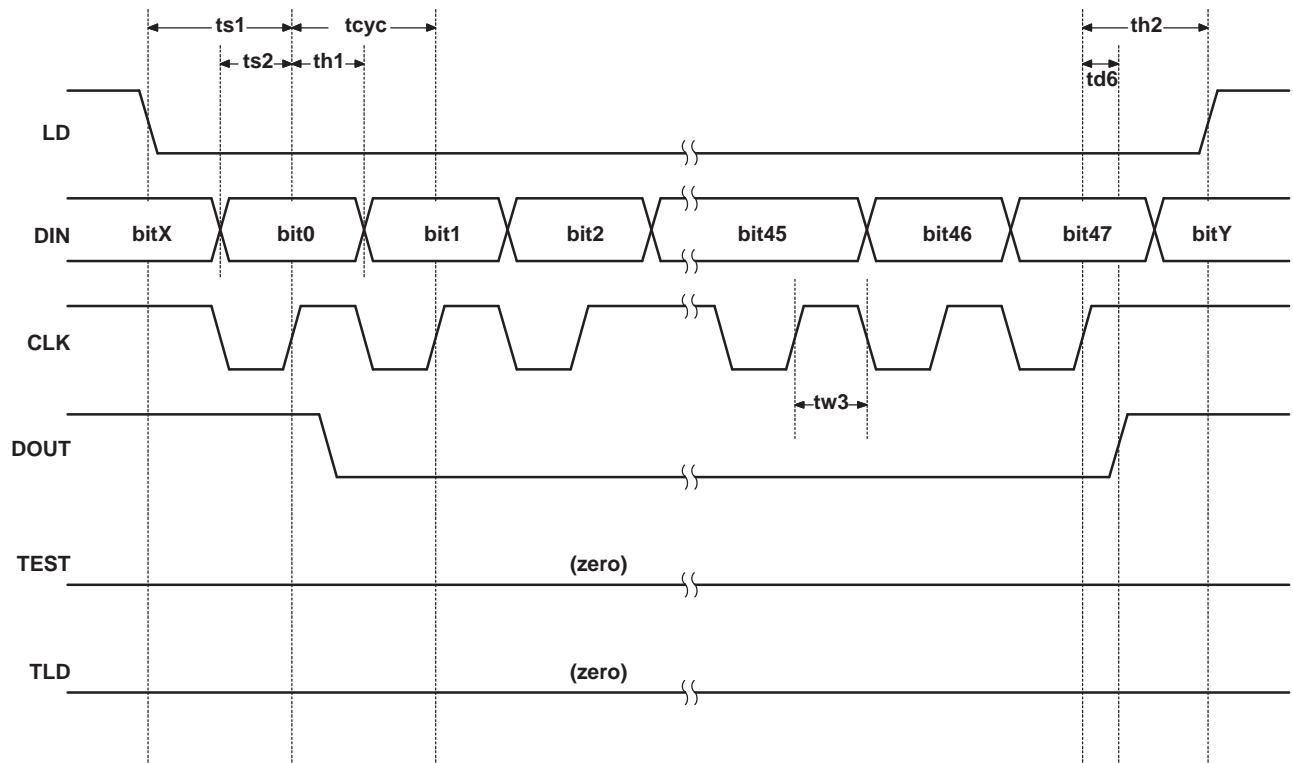 ts1 tcyc th2
ts2 th1 td6
LD
DIN bitX bit0 bit1 bit2 bit45 bit46 bit47 bitY
CLK
tw3
DOUT
TEST (zero)
TLD (zero)